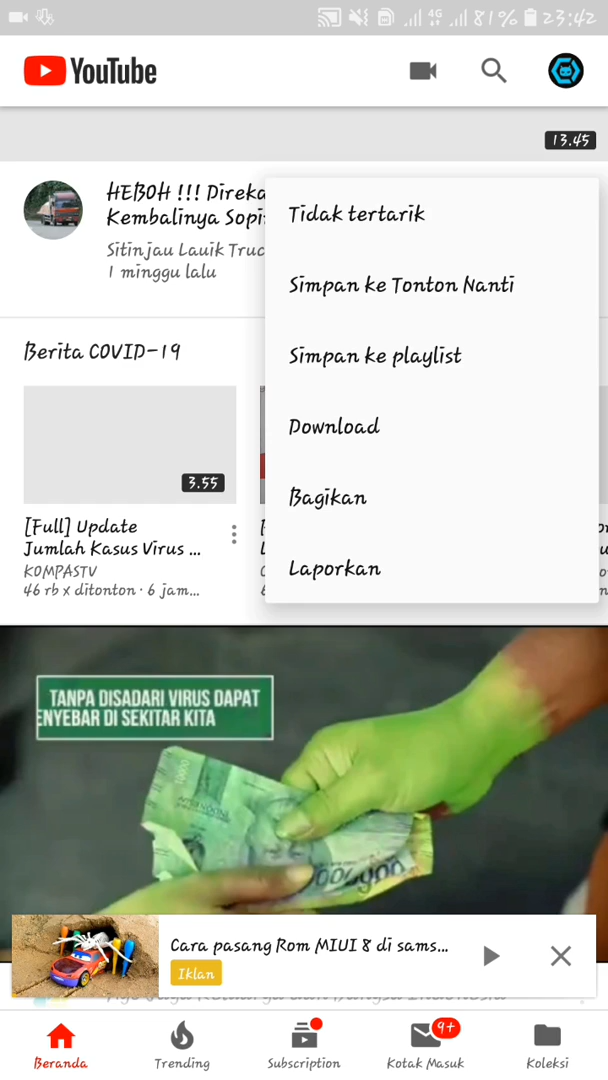 4G 81% 23:42
YouTube
13.45
HEBOH !!! Direka
Kembalinya Sopi
Sitinjau Lauik Truc
1 minggu lalu
Tidak tertarik
Simpan ke Tonton Nanti
Simpan ke playlist
Download
Bagikan
Laporkan
Berita COVID-19
3.55
[Full] Update
Jumlah Kasus Virus ...
KOMPASTV
46 rb x ditonton · 6 jam...
TANPA DISADARI VIRUS DAPAT
ENYEBAR DI SEKITAR KITA
Cara pasang Rom MIUI 8 di sams...
Iklan
Beranda
Trending
Subscription
9+
Kotak Masuk
Koleksi